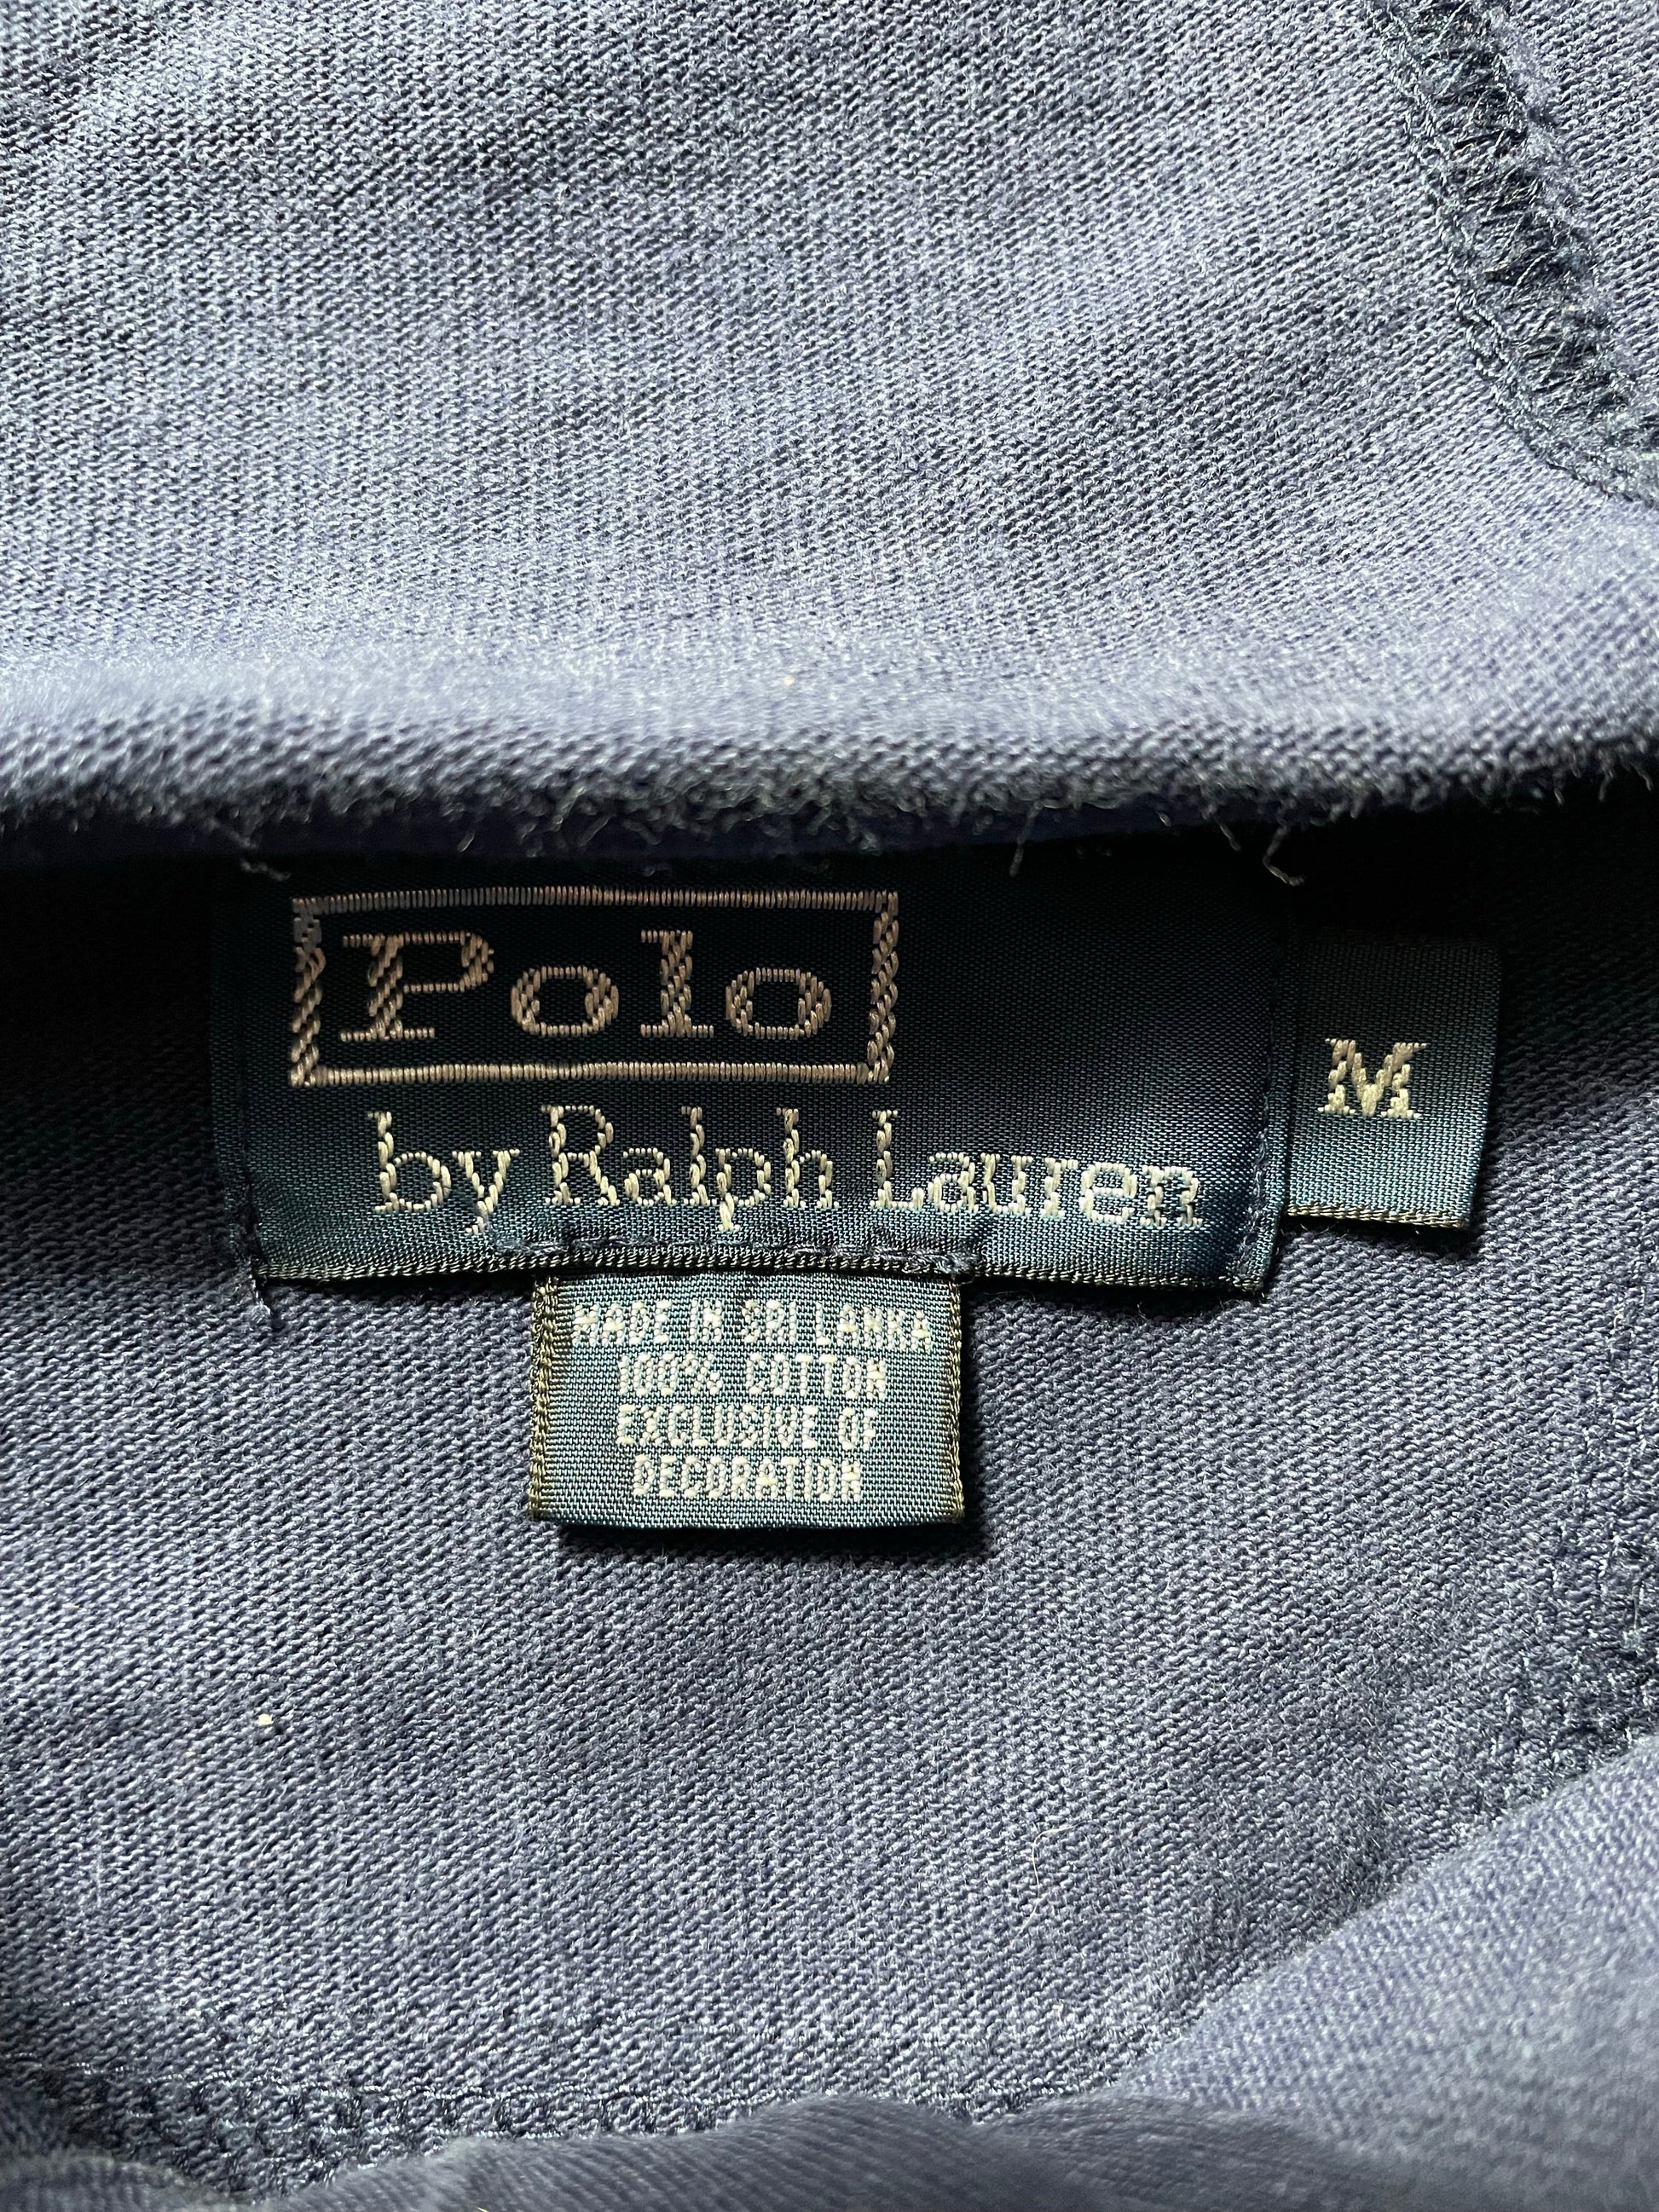 Polo
by Ralph Lauren
M
MADE IN SRI LANKA
100% COTTON
EXCLUSIVE OF
DECORATION